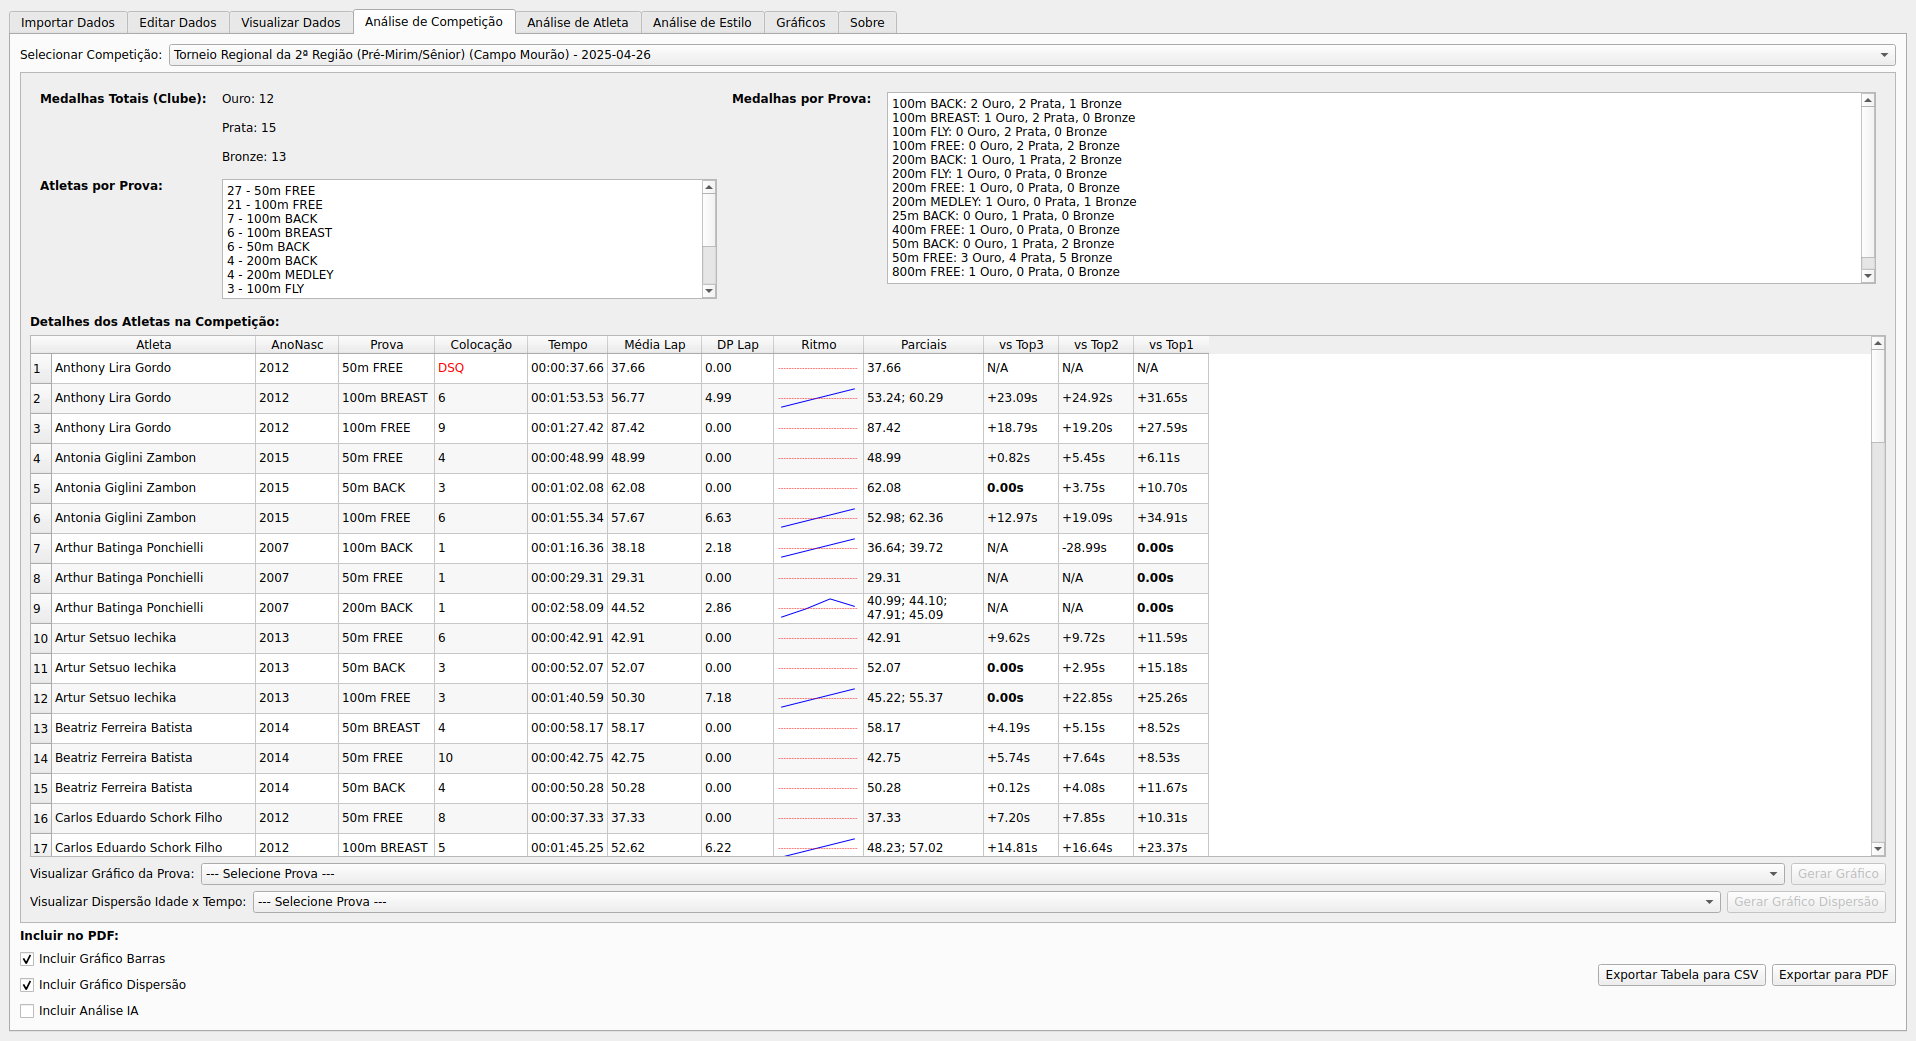 Importar Dados Editar Dados Visualizar Dados Análise de Competição Análise de Atleta Análise de Estilo Gráficos Sobre
Selecionar Competição: Torneio Regional da 2ª Região (Pré-Mirim/Sênior) (Campo Mourão) - 2025-04-26
Medalhas Totais (Clube): Ouro: 12
Prata: 15
Bronze: 13
Atletas por Prova:
27 - 50m FREE
21 - 100m FREE
7 - 100m BACK
6 - 100m BREAST
6 - 50m BACK
4 - 200m BACK
4 - 200m MEDLEY
3 - 100m FLY
Medalhas por Prova:
100m BACK: 2 Ouro, 2 Prata, 1 Bronze
100m BREAST: 1 Ouro, 2 Prata, 0 Bronze
100m FLY: 0 Ouro, 2 Prata, 0 Bronze
100m FREE: 0 Ouro, 2 Prata, 2 Bronze
200m BACK: 1 Ouro, 1 Prata, 2 Bronze
200m FLY: 1 Ouro, 0 Prata, 0 Bronze
200m FREE: 1 Ouro, 0 Prata, 0 Bronze
200m MEDLEY: 1 Ouro, 0 Prata, 1 Bronze
25m BACK: 0 Ouro, 1 Prata, 0 Bronze
400m FREE: 1 Ouro, 0 Prata, 0 Bronze
50m BACK: 0 Ouro, 1 Prata, 2 Bronze
50m FREE: 3 Ouro, 4 Prata, 5 Bronze
800m FREE: 1 Ouro, 0 Prata, 0 Bronze
Detalhes dos Atletas na Competição:
Atleta AnoNasc Prova Colocação Tempo Média Lap DP Lap Ritmo Parciais vs Top3 vs Top2 vs Top1
1 Anthony Lira Gordo 2012 50m FREE DSQ 00:00:37.66 37.66 0.00 37.66 N/A N/A N/A
2 Anthony Lira Gordo 2012 100m BREAST 6 00:01:53.53 56.77 4.99 53.24; 60.29 +23.09s +24.92s +31.65s
3 Anthony Lira Gordo 2012 100m FREE 9 00:01:27.42 87.42 0.00 87.42 +18.79s +19.20s +27.59s
4 Antonia Giglini Zambon 2015 50m FREE 4 00:00:48.99 48.99 0.00 48.99 +0.82s +5.45s +6.11s
5 Antonia Giglini Zambon 2015 50m BACK 3 00:01:02.08 62.08 0.00 62.08 0.00s +3.75s +10.70s
6 Antonia Giglini Zambon 2015 100m FREE 6 00:01:55.34 57.67 6.63 52.98; 62.36 +12.97s +19.09s +34.91s
7 Arthur Batinga Ponchielli 2007 100m BACK 1 00:01:16.36 38.18 2.18 36.64; 39.72 N/A -28.99s 0.00s
8 Arthur Batinga Ponchielli 2007 50m FREE 1 00:00:29.31 29.31 0.00 29.31 N/A N/A 0.00s
9 Arthur Batinga Ponchielli 2007 200m BACK 1 00:02:58.09 44.52 2.86 40.99; 44.10; 47.91; 45.09 N/A N/A 0.00s
10 Artur Setsuo Iechika 2013 50m FREE 6 00:00:42.91 42.91 0.00 42.91 +9.62s +9.72s +11.59s
11 Artur Setsuo Iechika 2013 50m BACK 3 00:00:52.07 52.07 0.00 52.07 0.00s +2.95s +15.18s
12 Artur Setsuo Iechika 2013 100m FREE 3 00:01:40.59 50.30 7.18 45.22; 55.37 0.00s +22.85s +25.26s
13 Beatriz Ferreira Batista 2014 50m BREAST 4 00:00:58.17 58.17 0.00 58.17 +4.19s +5.15s +8.52s
14 Beatriz Ferreira Batista 2014 50m FREE 10 00:00:42.75 42.75 0.00 42.75 +5.74s +7.64s +8.53s
15 Beatriz Ferreira Batista 2014 50m BACK 4 00:00:50.28 50.28 0.00 50.28 +0.12s +4.08s +11.67s
16 Carlos Eduardo Schork Filho 2012 50m FREE 8 00:00:37.33 37.33 0.00 37.33 +7.20s +7.85s +10.31s
17 Carlos Eduardo Schork Filho 2012 100m BREAST 5 00:01:45.25 52.62 6.22 48.23; 57.02 +14.81s +16.64s +23.37s
Visualizar Gráfico da Prova: --- Selecione Prova --- Gerar Gráfico
Visualizar Dispersão Idade x Tempo: --- Selecione Prova --- Gerar Gráfico Dispersão
Incluir no PDF:
Incluir Gráfico Barras
Incluir Gráfico Dispersão
Incluir Análise IA
Exportar Tabela para CSV Exportar para PDF